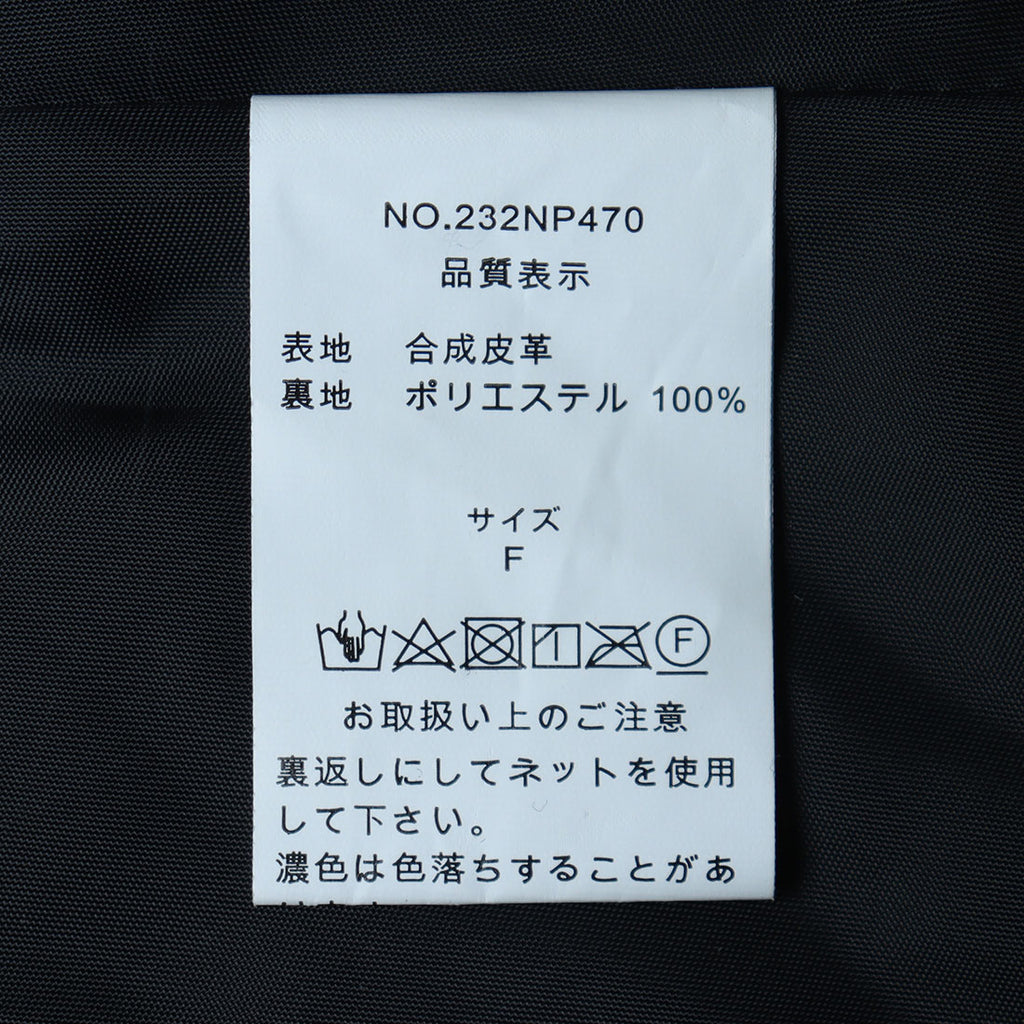 NO.232NP470
品質表示
表地 合成皮革
裏地 ポリエステル 100%
サイズ
F
F
お取扱い上のご注意
裏返しにしてネットを使用
して下さい。
濃色は色落ちすることがあ